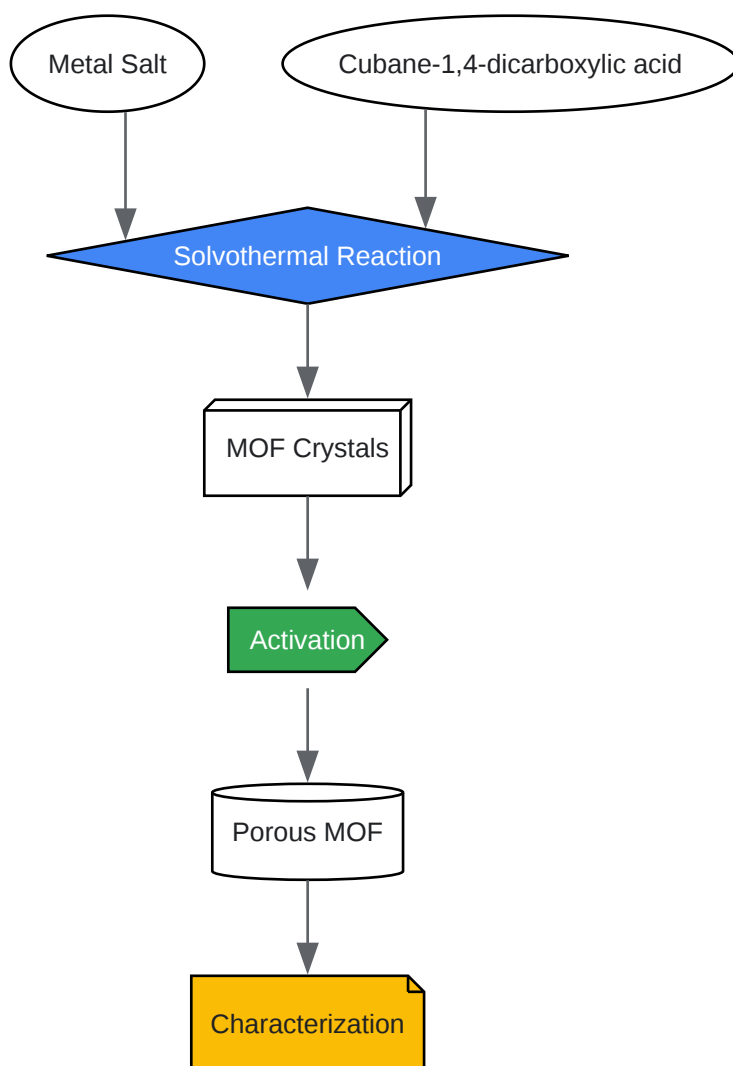 Metal Salt
Cubane-1,4-dicarboxylic acid
Solvothermal Reaction
MOF Crystals
Activation
Porous MOF
Characterization